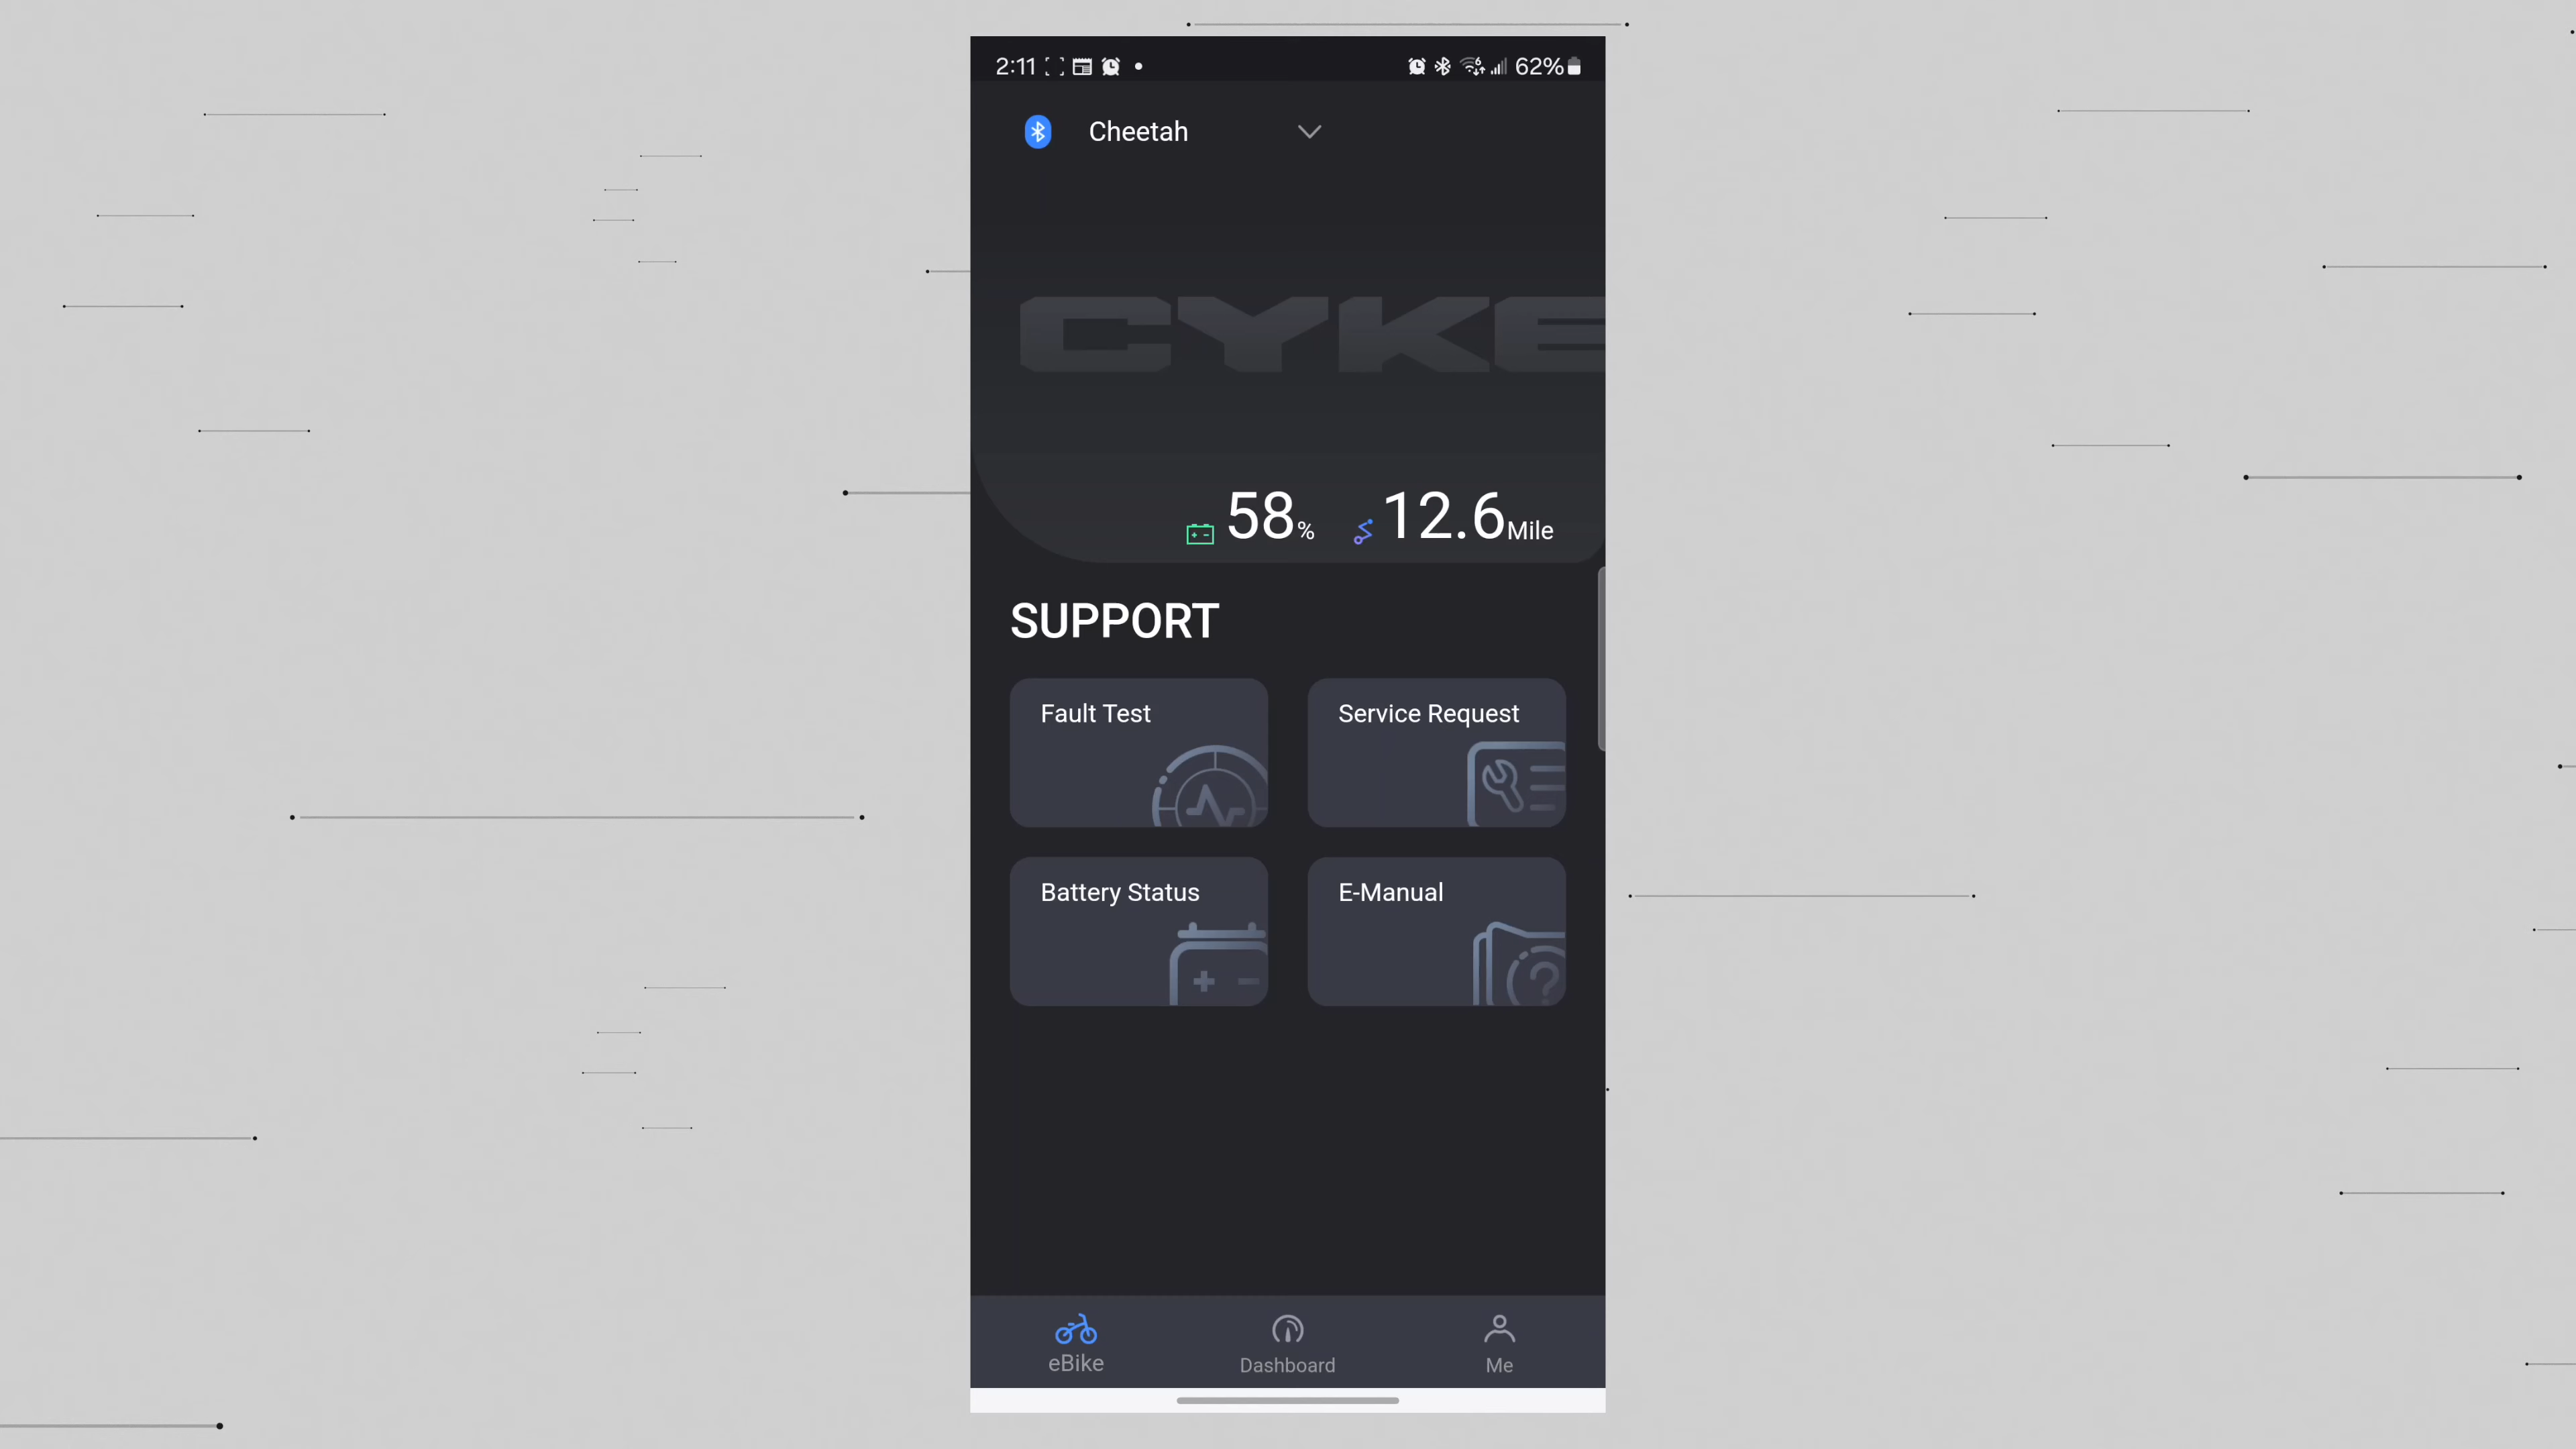 2:11 62%
Cheetah
CYKE
58% 12.6Mile
SUPPORT
Fault Test
Service Request
Battery Status
E-Manual
eBike
Dashboard
Me